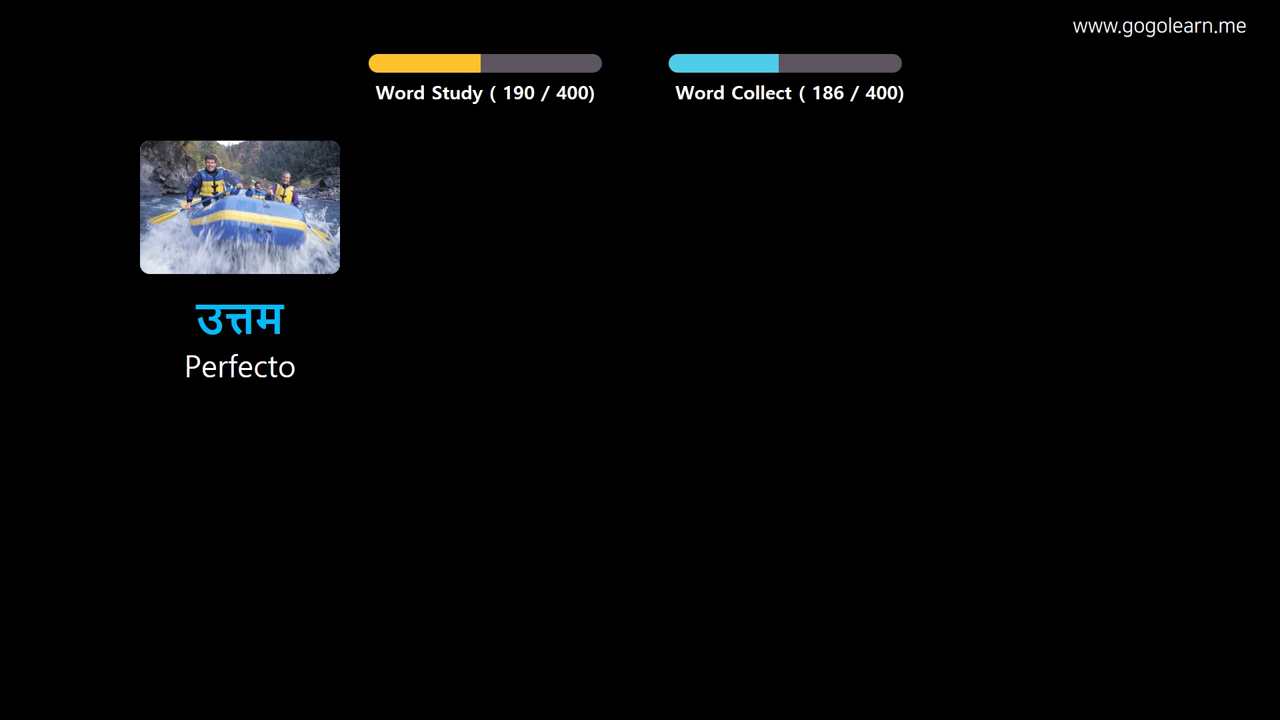 www.gogolearn.me
Word Study ( 190 / 400)
Word Collect ( 186 / 400)
उत्तम
Perfecto